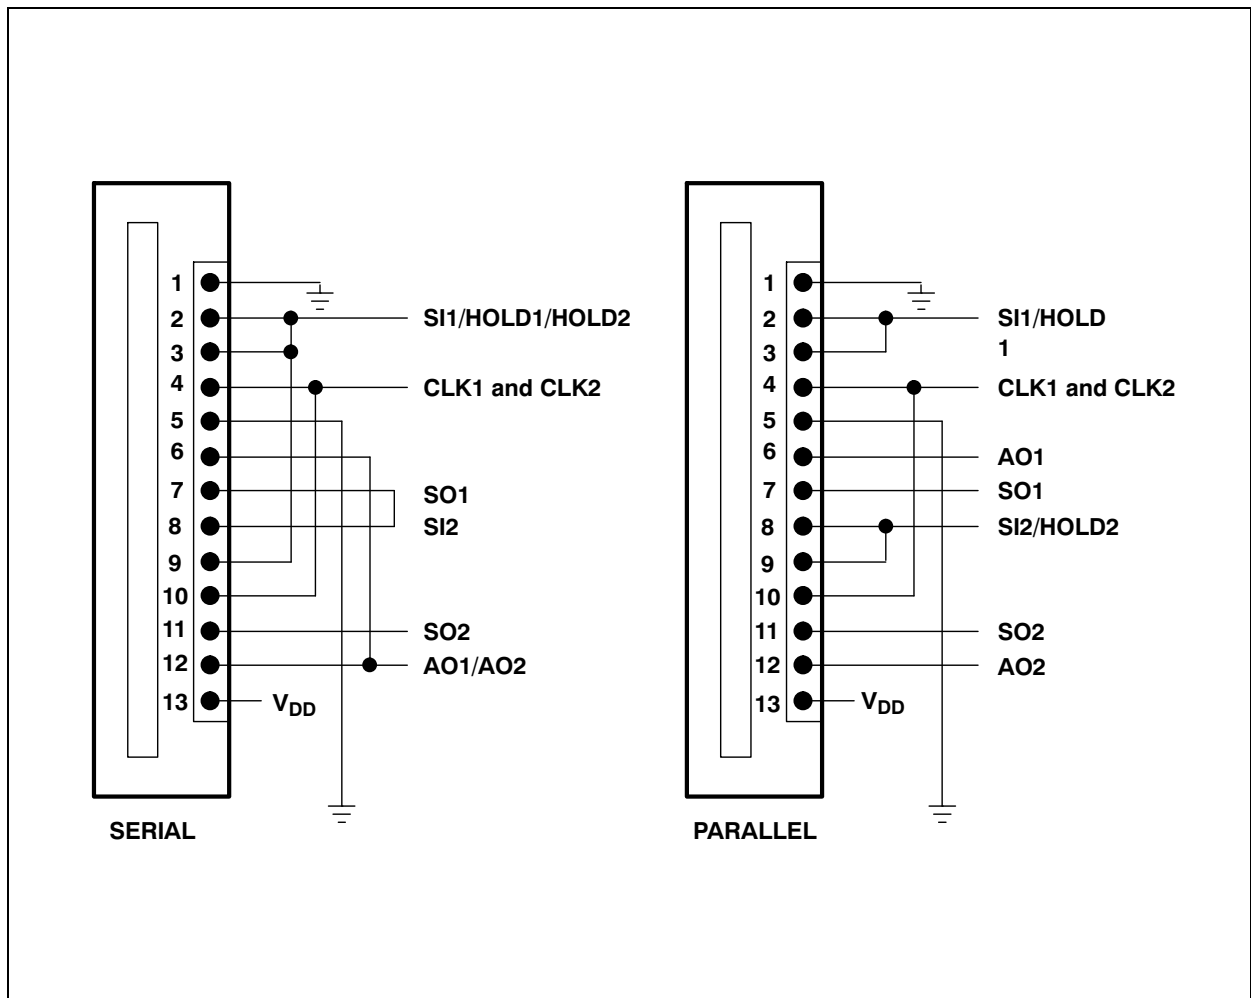 1
2 SI1/HOLD1/HOLD2
3
4 CLK1 and CLK2
5
6
7 SO1
8 SI2
9
10
11 SO2
12 AO1/AO2
13 VDD
SERIAL
1
2 SI1/HOLD
3 1
4 CLK1 and CLK2
5
6 AO1
7 SO1
8 SI2/HOLD2
9
10
11 SO2
12 AO2
13 VDD
PARALLEL